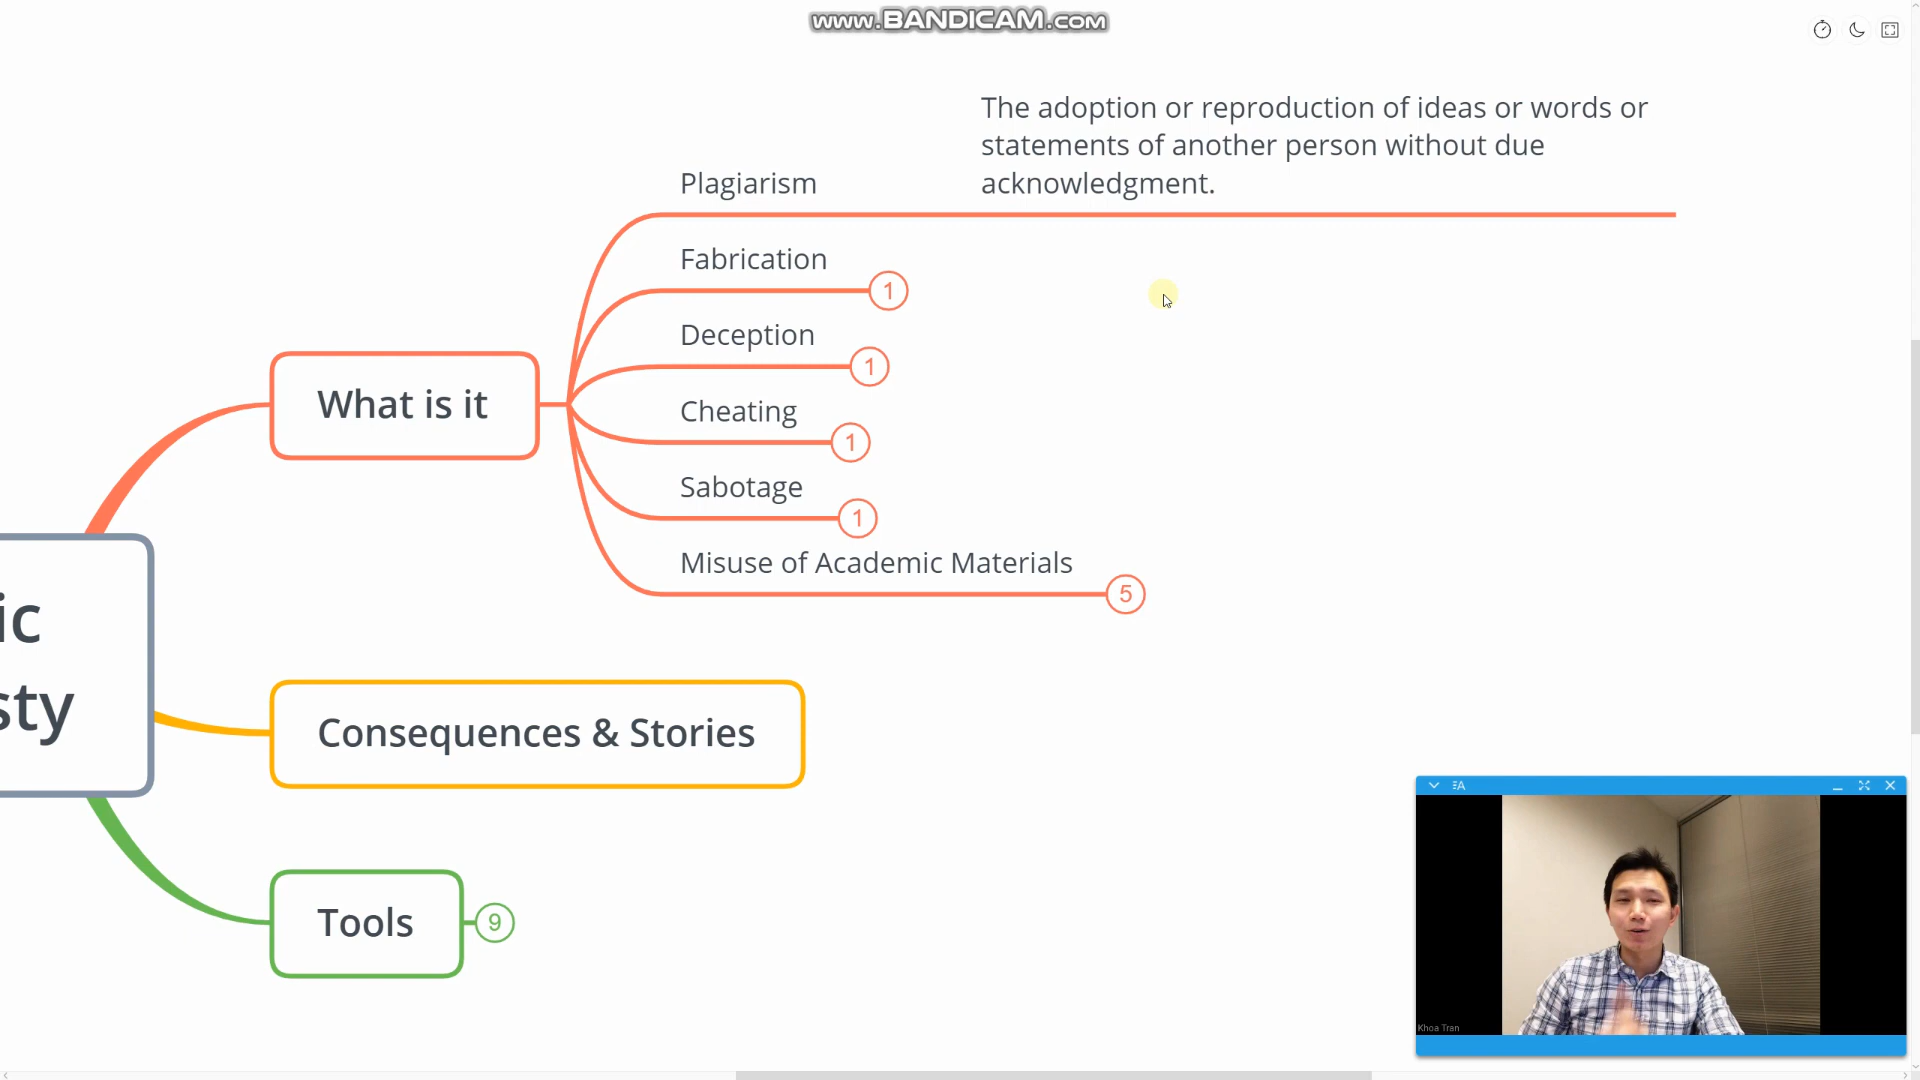 www.BANDICAM.com
The adoption or reproduction of ideas or words or
statements of another person without due
acknowledgment.
Plagiarism
Fabrication
1
Deception
1
What is it
Cheating
1
Sabotage
1
Misuse of Academic Materials
5
ic
sty
Consequences & Stories
Tools
9
Khoa Tran